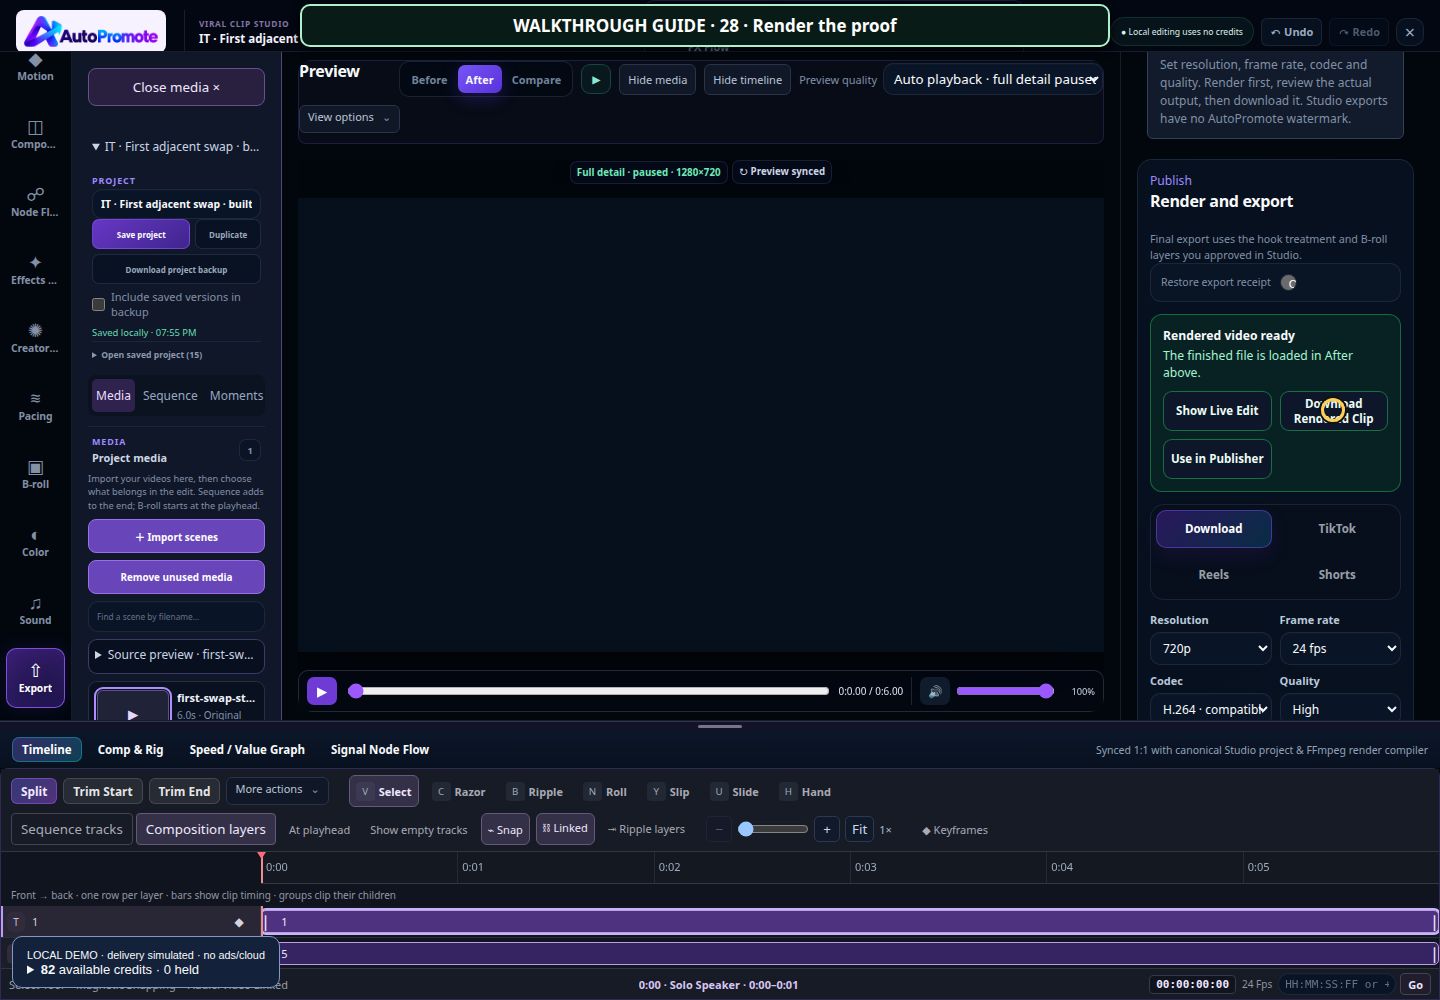 AutoPromote
VIRAL CLIP STUDIO
IT · First adjacent
WALKTHROUGH GUIDE · 28 · Render the proof
● Local editing uses no credits
↶ Undo
↷ Redo
✕
Motion
Compo...
Node Fl...
Effects ...
Creator...
Pacing
B-roll
Color
Sound
Export
Close media ×
▼ IT · First adjacent swap · b...
PROJECT
IT · First adjacent swap · built
Save project
Duplicate
Download project backup
Include saved versions in
backup
Saved locally · 07:55 PM
▶ Open saved project (15)
Media
Sequence
Moments
MEDIA
Project media
1
Import your videos here, then choose
what belongs in the edit. Sequence adds
to the end; B-roll starts at the playhead.
+ Import scenes
Remove unused media
Find a scene by filename...
▶ Source preview · first-sw...
first-sw-st...
6.0s · Original
Preview
Before
After
Compare
▶
Hide media
Hide timeline
Preview quality
Auto playback · full detail pause
View options
Full detail · paused · 1280×720
↻ Preview synced
▶
0:0.00 / 0:6.00
100%
Set resolution, frame rate, codec and
quality. Render first, review the actual
output, then download it. Studio exports
have no AutoPromote watermark.
Publish
Render and export
Final export uses the hook treatment and B-roll
layers you approved in Studio.
Restore export receipt
Rendered video ready
The finished file is loaded in After
above.
Show Live Edit
Download
Rendered Clip
Use in Publisher
Download
TikTok
Reels
Shorts
Resolution
Frame rate
720p
24 fps
Codec
Quality
H.264 · compatibl
High
Timeline
Comp & Rig
Speed / Value Graph
Signal Node Flow
Synced 1:1 with canonical Studio project & FFmpeg render compiler
Split
Trim Start
Trim End
More actions
V Select
C Razor
B Ripple
N Roll
Y Slip
U Slide
H Hand
Sequence tracks
Composition layers
At playhead
Show empty tracks
Snap
Linked
⇥ Ripple layers
−
+
Fit
1×
◆ Keyframes
0:00
0:01
0:02
0:03
0:04
0:05
Front → back · one row per layer · bars show clip timing · groups clip their children
T 1
◆
1
5
LOCAL DEMO · delivery simulated · no ads/cloud
▶ 82 available credits · 0 held
0:00 · Solo Speaker · 0:00–0:01
00:00:00:00
24 Fps
HH:MM:SS:FF or +
Go